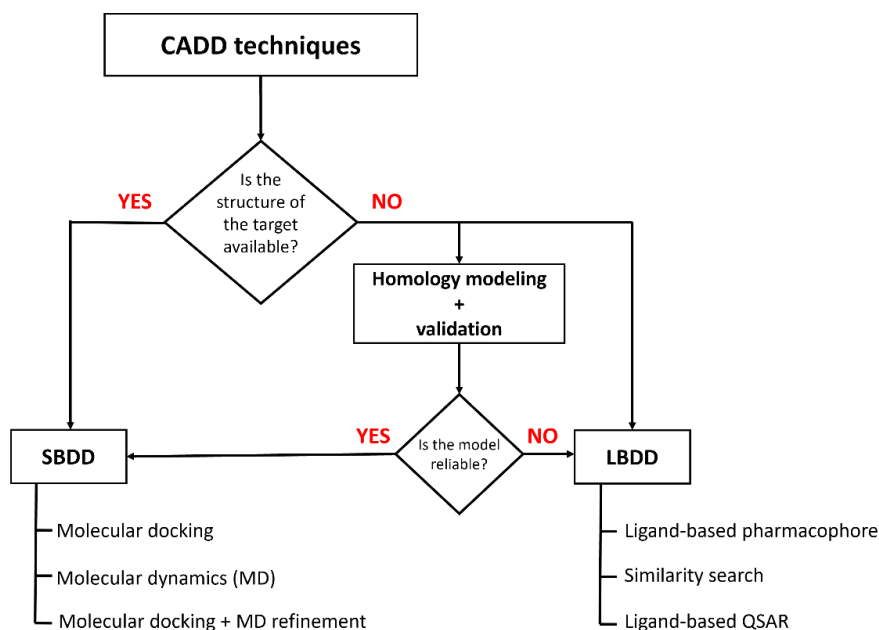 CADD techniques
YES
Is the
structure of
the target
available?
NO
Homology modeling
+
validation
YES
Is the model
reliable?
NO
SBDD
LBDD
Molecular docking
Molecular dynamics (MD)
Molecular docking + MD refinement
Ligand-based pharmacophore
Similarity search
Ligand-based QSAR